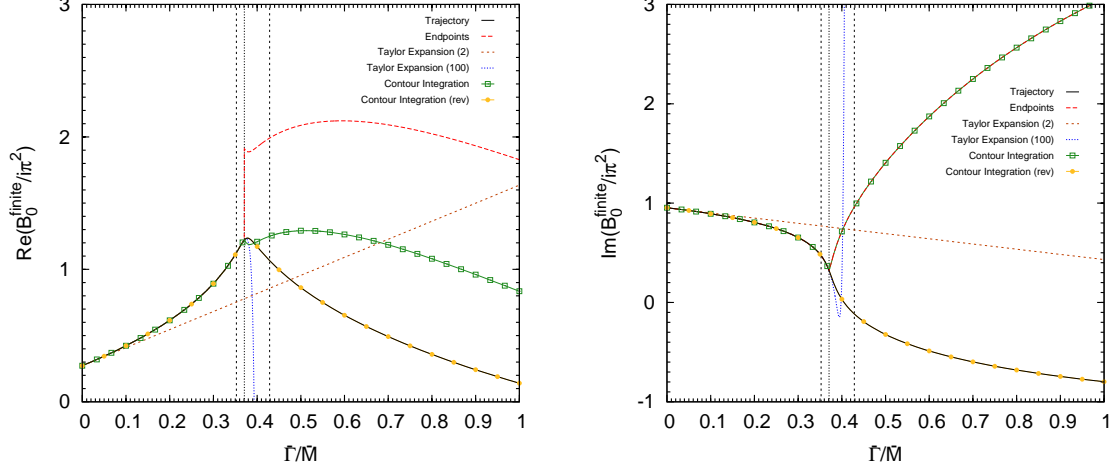 Re(B₀^finite/iπ²)
3
2
1
0
Trajectory
Endpoints
Taylor Expansion (2)
Taylor Expansion (100)
Contour Integration
Contour Integration (rev)
0 0.1 0.2 0.3 0.4 0.5 0.6 0.7 0.8 0.9 1
Γ̄/M̄
Im(B₀^finite/iπ²)
3
2
1
0
-1
Trajectory
Endpoints
Taylor Expansion (2)
Taylor Expansion (100)
Contour Integration
Contour Integration (rev)
0 0.1 0.2 0.3 0.4 0.5 0.6 0.7 0.8 0.9 1
Γ̄/M̄